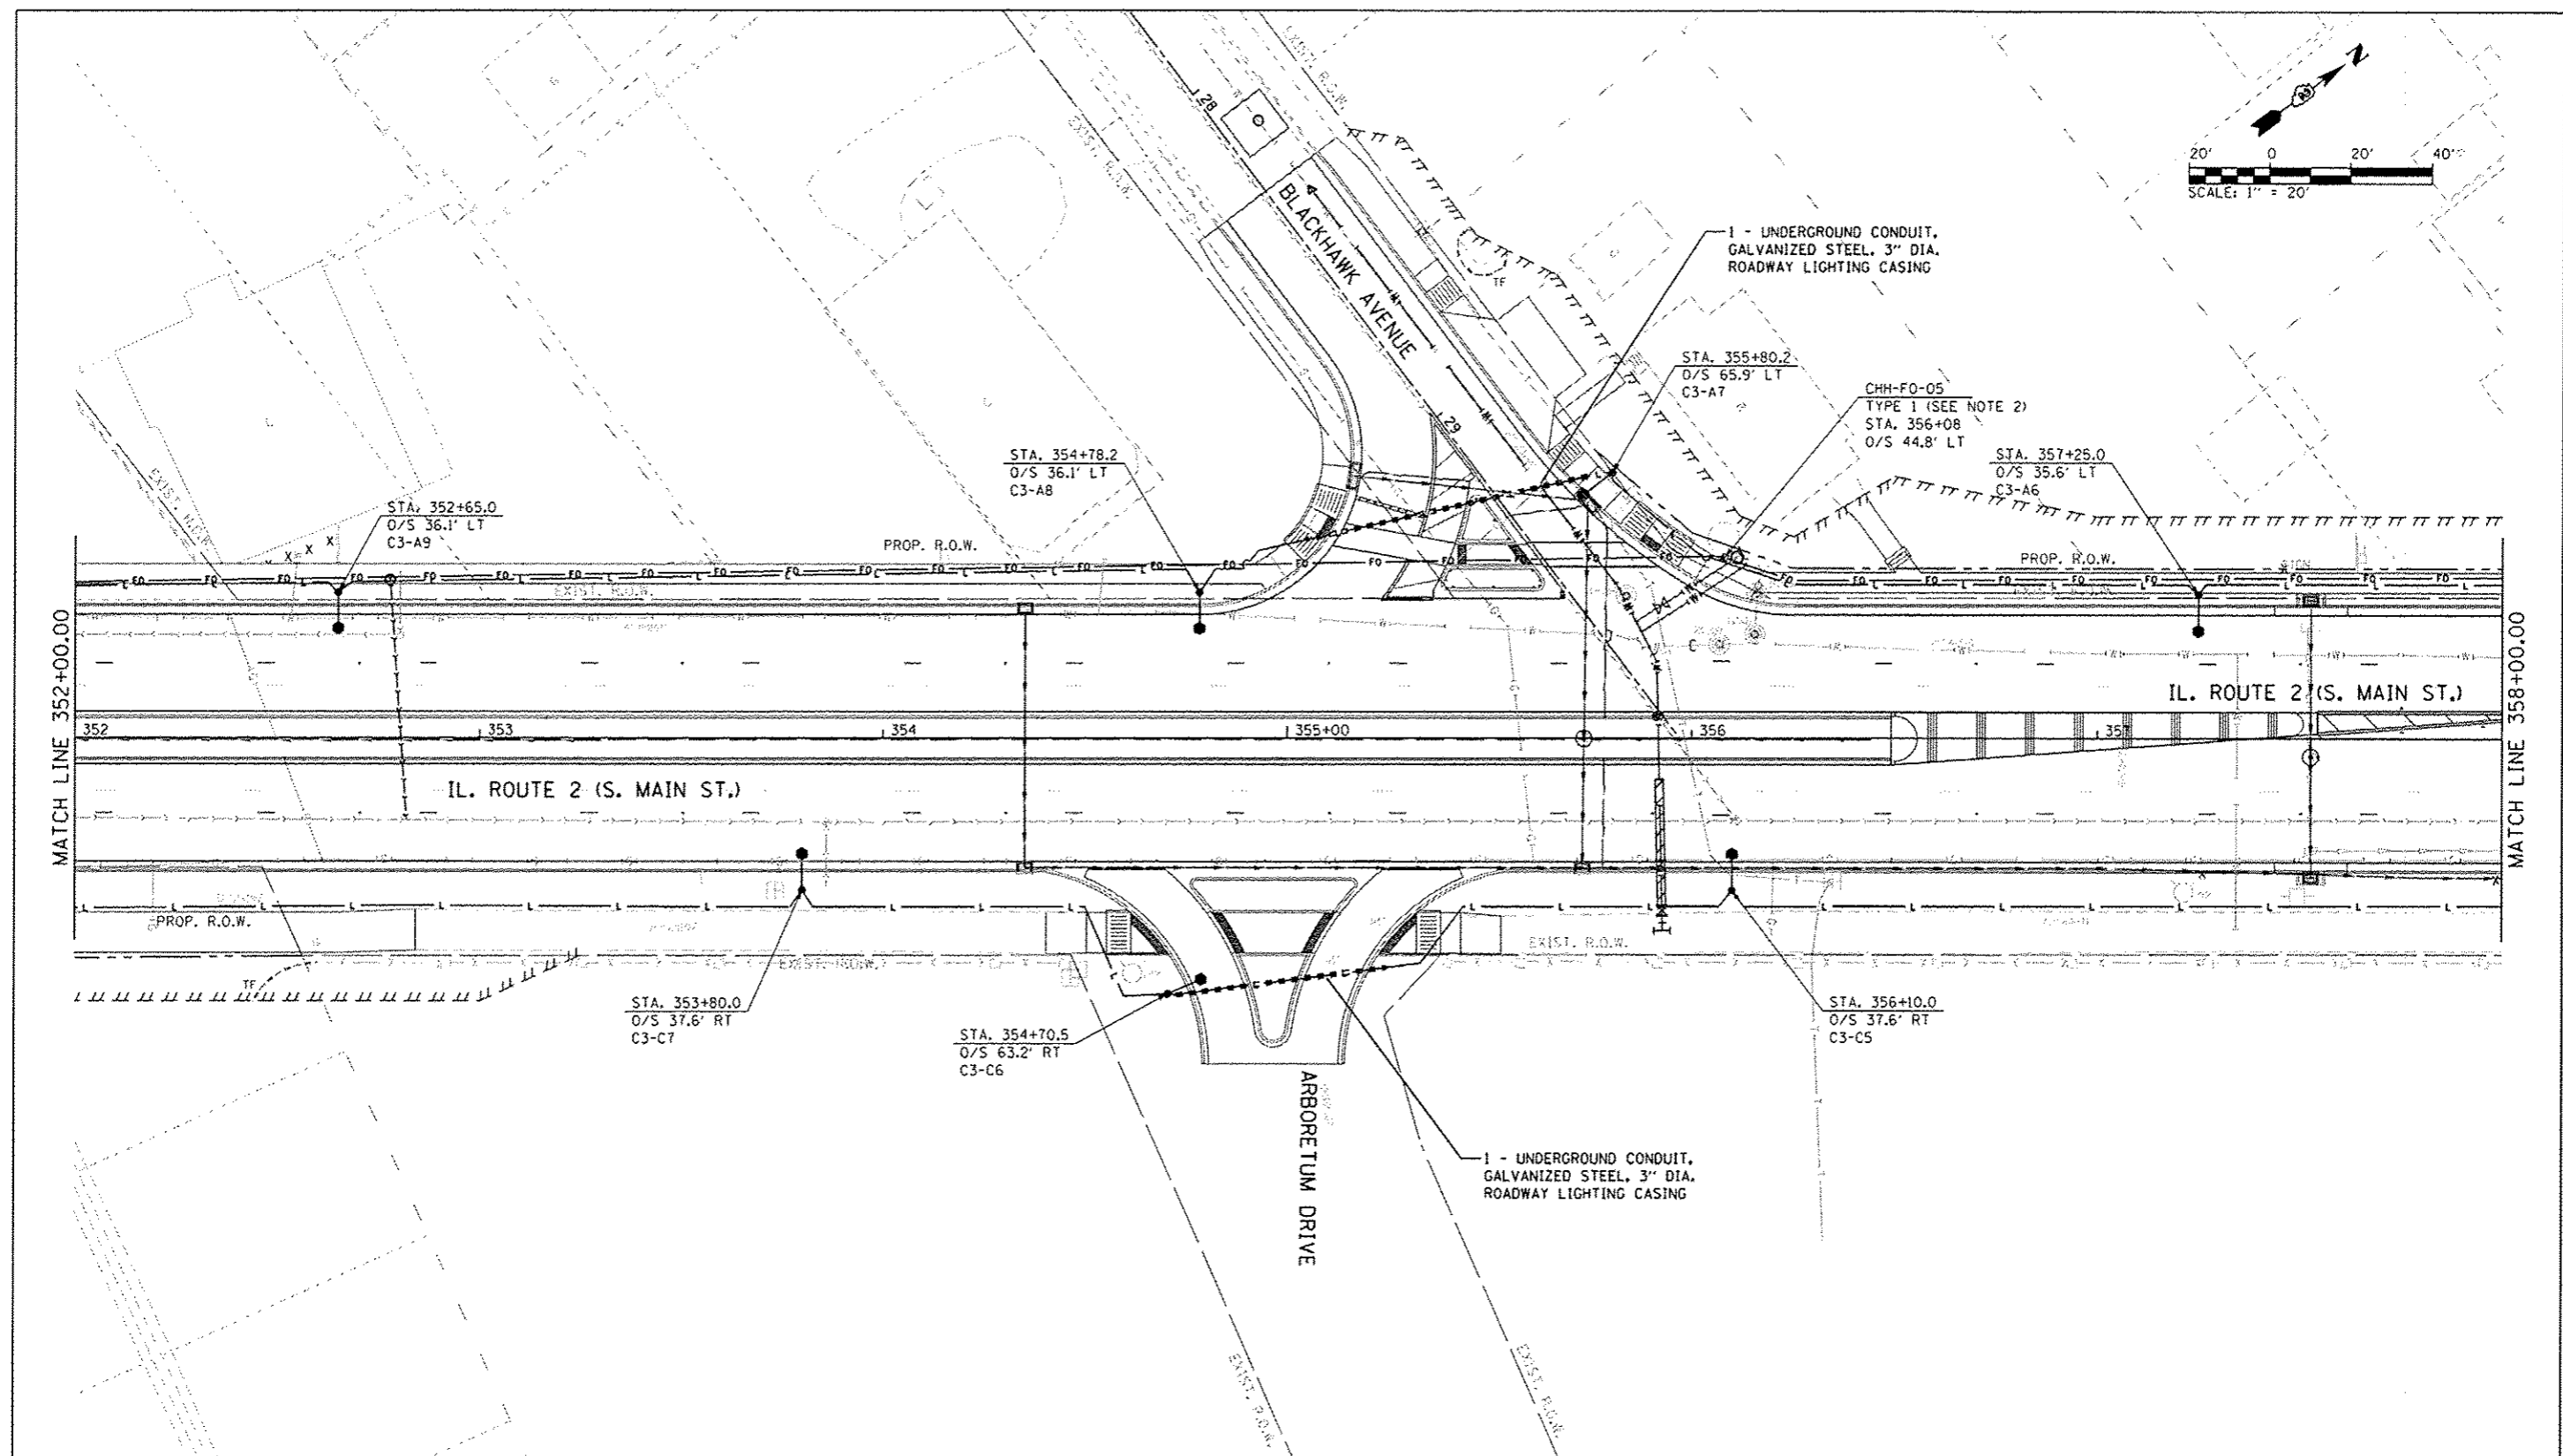 N
20' 0 20' 40'
SCALE: 1" = 20'
EXIST. R.O.W.
28
EXIST. R.O.W.
BLACKHAWK AVENUE
1 - UNDERGROUND CONDUIT,
GALVANIZED STEEL, 3" DIA.
ROADWAY LIGHTING CASING
TF
STA. 355+80.2
O/S 65.9' LT
C3-A7
CHH-FO-05
TYPE 1 (SEE NOTE 2)
STA. 356+08
O/S 44.8' LT
29
STA. 354+78.2
O/S 36.1' LT
C3-A8
STA. 357+25.0
O/S 35.6' LT
C3-A6
STA. 352+65.0
O/S 36.1' LT
C3-A9
EXIST. R.O.W.
PROP. R.O.W.
PROP. R.O.W.
EXIST. R.O.W.
MATCH LINE 352+00.00
MATCH LINE 358+00.00
IL. ROUTE 2 (S. MAIN ST.)
352 353 354 355+00 356 357
IL. ROUTE 2 (S. MAIN ST.)
PROP. R.O.W.
EXIST. R.O.W.
EXIST. R.O.W.
TF
STA. 353+80.0
O/S 37.6' RT
C3-C7
STA. 354+70.5
O/S 63.2' RT
C3-C6
STA. 356+10.0
O/S 37.6' RT
C3-C5
ARBORETUM DRIVE
1 - UNDERGROUND CONDUIT,
GALVANIZED STEEL, 3" DIA.
ROADWAY LIGHTING CASING
EXIST. R.O.W.
EXIST. R.O.W.